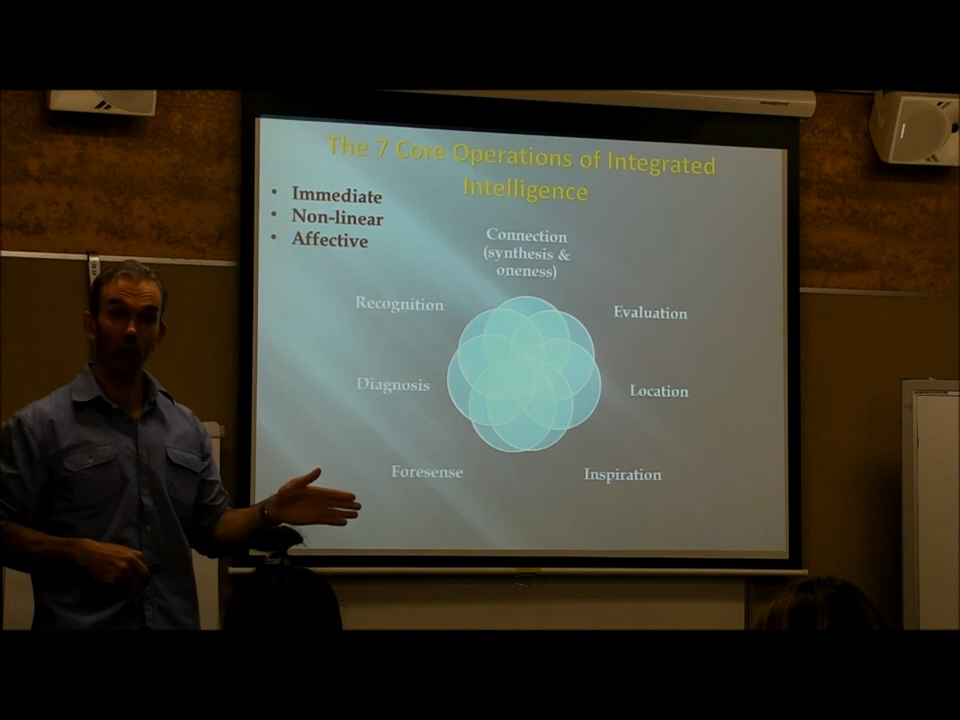 The 7 Core Operations of Integrated
Intelligence
• Immediate
• Non-linear
• Affective
Connection
(synthesis &
oneness)
Recognition
Evaluation
Diagnosis
Location
Foresense
Inspiration